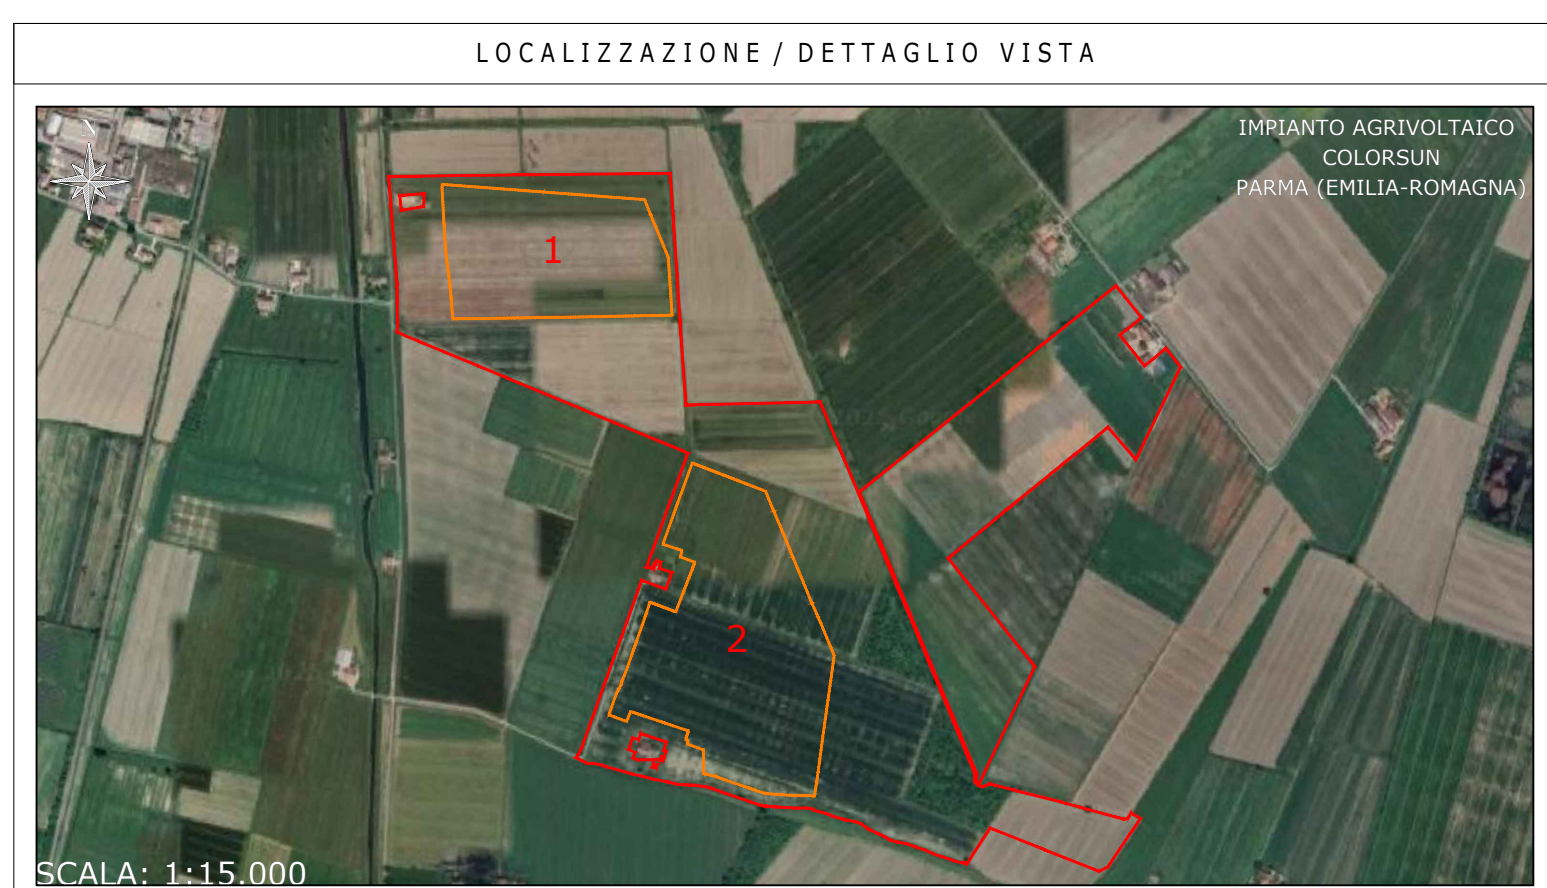 LOCALIZZAZIONE / DETTAGLIO VISTA
N
IMPIANTO AGRIVOLTAICO
COLORSUN
PARMA (EMILIA-ROMAGNA)
1
2
SCALA: 1:15.000